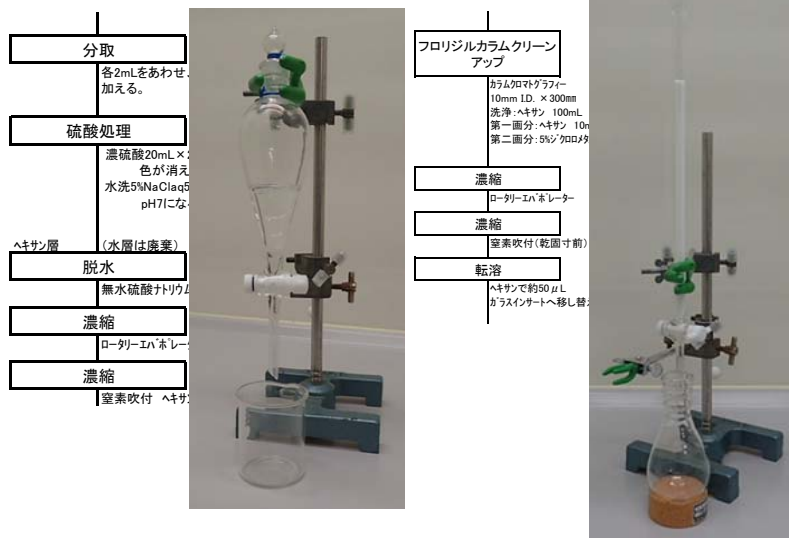 分取
各2mLをあわせ、
加える。
硫酸処理
濃硫酸20mL×
色が消え
水洗5%NaClaq5
pH7にな
ヘキサン層
(水層は廃棄)
脱水
無水硫酸ナトリウム
濃縮
ロータリーエバポレー
濃縮
窒素吹付 ヘキサ
フロリジルカラムクリーン
アップ
カラムクロマトグラフィー
10mm I.D. ×300mm
洗浄:ヘキサン 100mL
第一画分:ヘキサン 10m
第二画分:5%ジクロロメタ
濃縮
ロータリーエバポレーター
濃縮
窒素吹付(乾固寸前)
転溶
ヘキサンで約50μL
ガラスインサートへ移し替